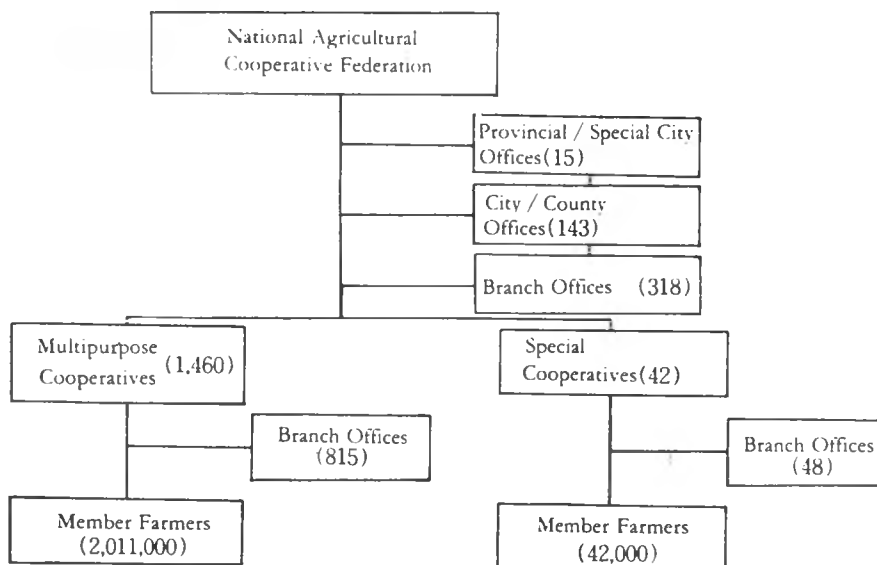 National Agricultural
Cooperative Federation
Provincial / Special City
Offices(15)
City / County
Offices(143)
Branch Offices (318)
Multipurpose
Cooperatives (1,460)
Special
Cooperatives(42)
Branch Offices
(815)
Branch Offices
(48)
Member Farmers
(2,011,000)
Member Farmers
(42,000)